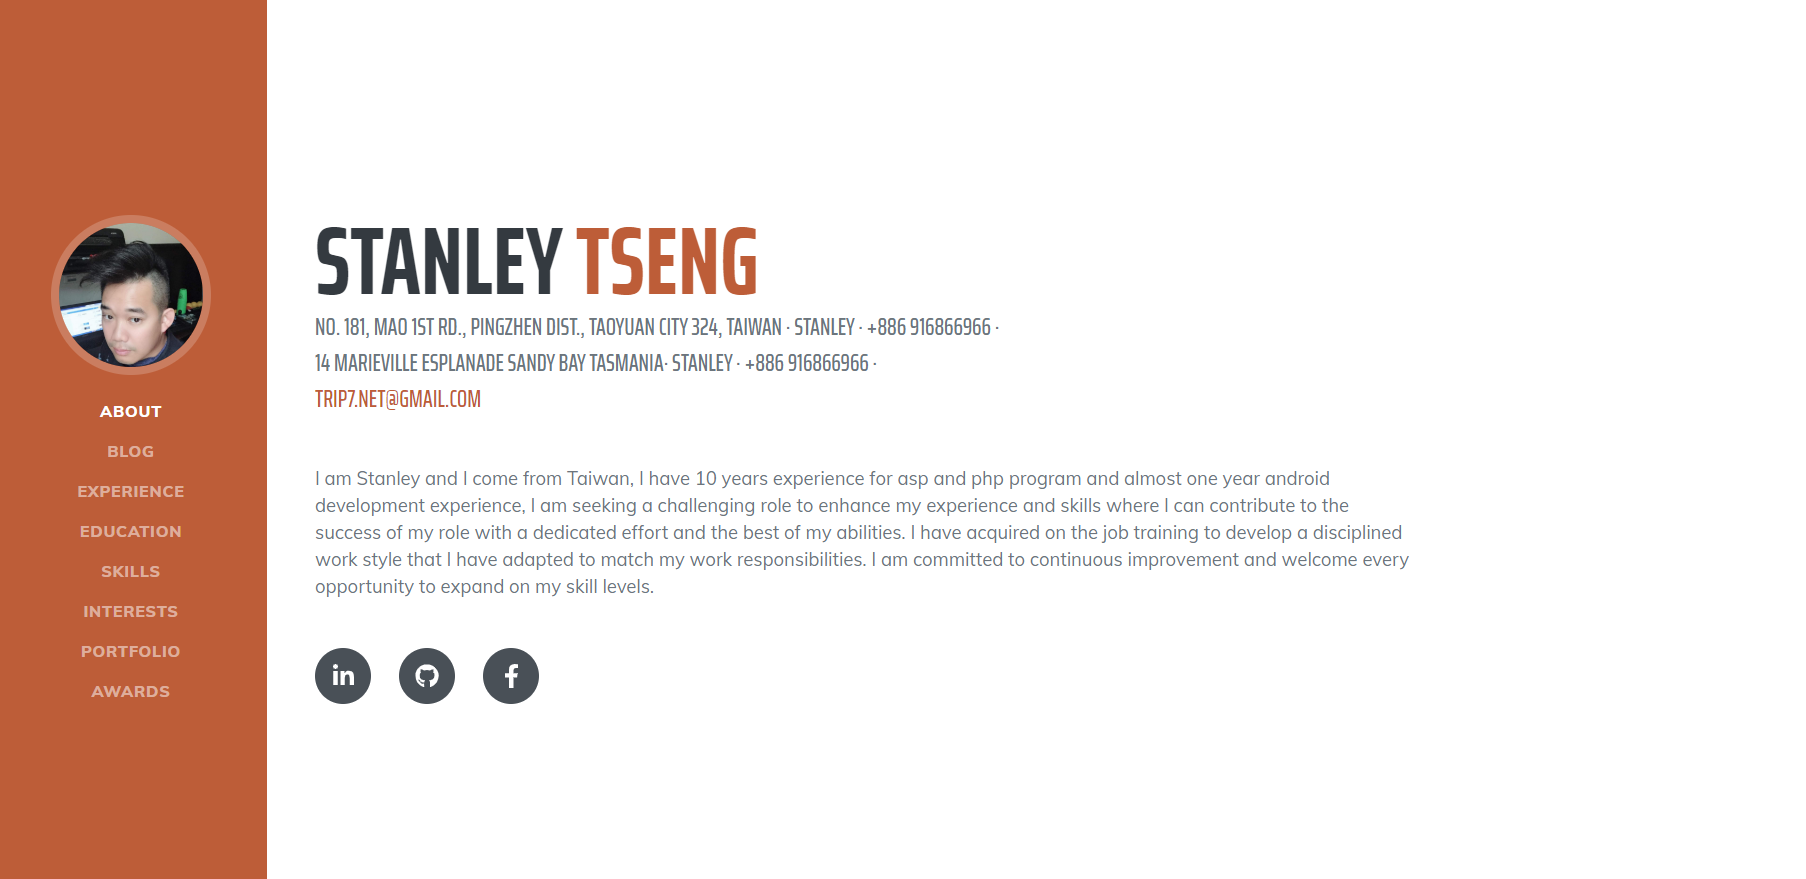 ABOUT
BLOG
EXPERIENCE
EDUCATION
SKILLS
INTERESTS
PORTFOLIO
AWARDS
STANLEY TSENG
NO. 181, MAO 1ST RD., PINGZHEN DIST., TAOYUAN CITY 324, TAIWAN · STANLEY · +886 916866966 ·
14 MARIEVILLE ESPLANADE SANDY BAY TASMANIA· STANLEY · +886 916866966 ·
TRIP7.NET@GMAIL.COM
I am Stanley and I come from Taiwan, I have 10 years experience for asp and php program and almost one year android
development experience, I am seeking a challenging role to enhance my experience and skills where I can contribute to the
success of my role with a dedicated effort and the best of my abilities. I have acquired on the job training to develop a disciplined
work style that I have adapted to match my work responsibilities. I am committed to continuous improvement and welcome every
opportunity to expand on my skill levels.
in
f